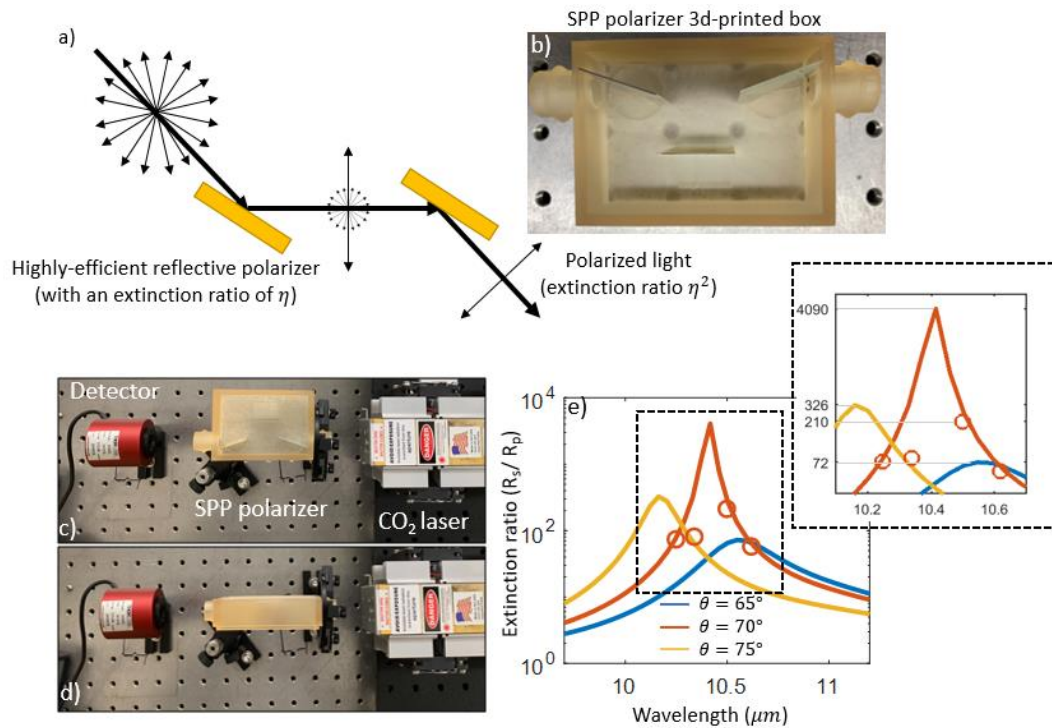 a)
Highly-efficient reflective polarizer
(with an extinction ratio of η)
Polarized light
(extinction ratio η²)
SPP polarizer 3d-printed box
b)
Detector
SPP polarizer
CO₂ laser
c)
DANGER
d)
DANGER
e)
Extinction ratio (Rₛ/ Rₚ)
10⁴
10²
10⁰
10
10.5
11
Wavelength (μm)
θ = 65°
θ = 70°
θ = 75°
4090
326
210
72
10.2
10.4
10.6